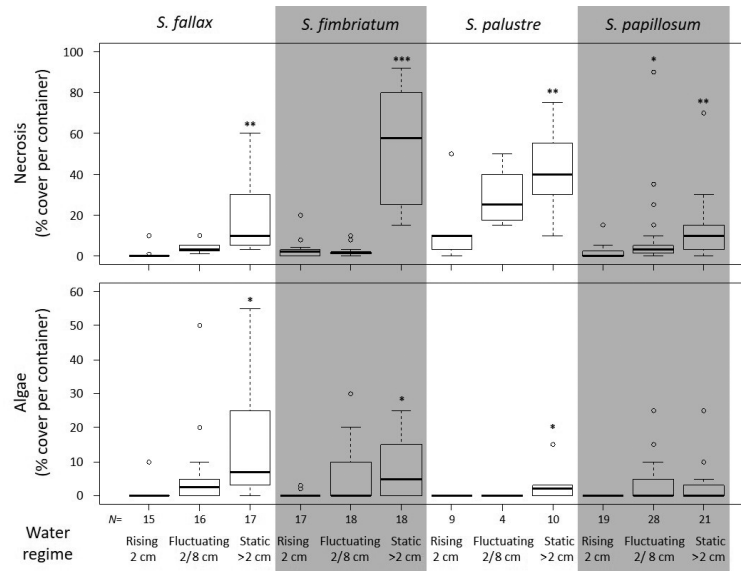 S. fallax S. fimbriatum S. palustre S. papillosum
Necrosis
(% cover per container)
100
80
60
40
20
0
** *** ** * **
Algae
(% cover per container)
60
50
40
30
20
10
0
* * *
N= 15 16 17 17 18 18 9 4 10 19 28 21
Water
regime
Rising Fluctuating Static Rising Fluctuating Static Rising Fluctuating Static Rising Fluctuating Static
2 cm 2/8 cm >2 cm 2 cm 2/8 cm >2 cm 2 cm 2/8 cm >2 cm 2 cm 2/8 cm >2 cm